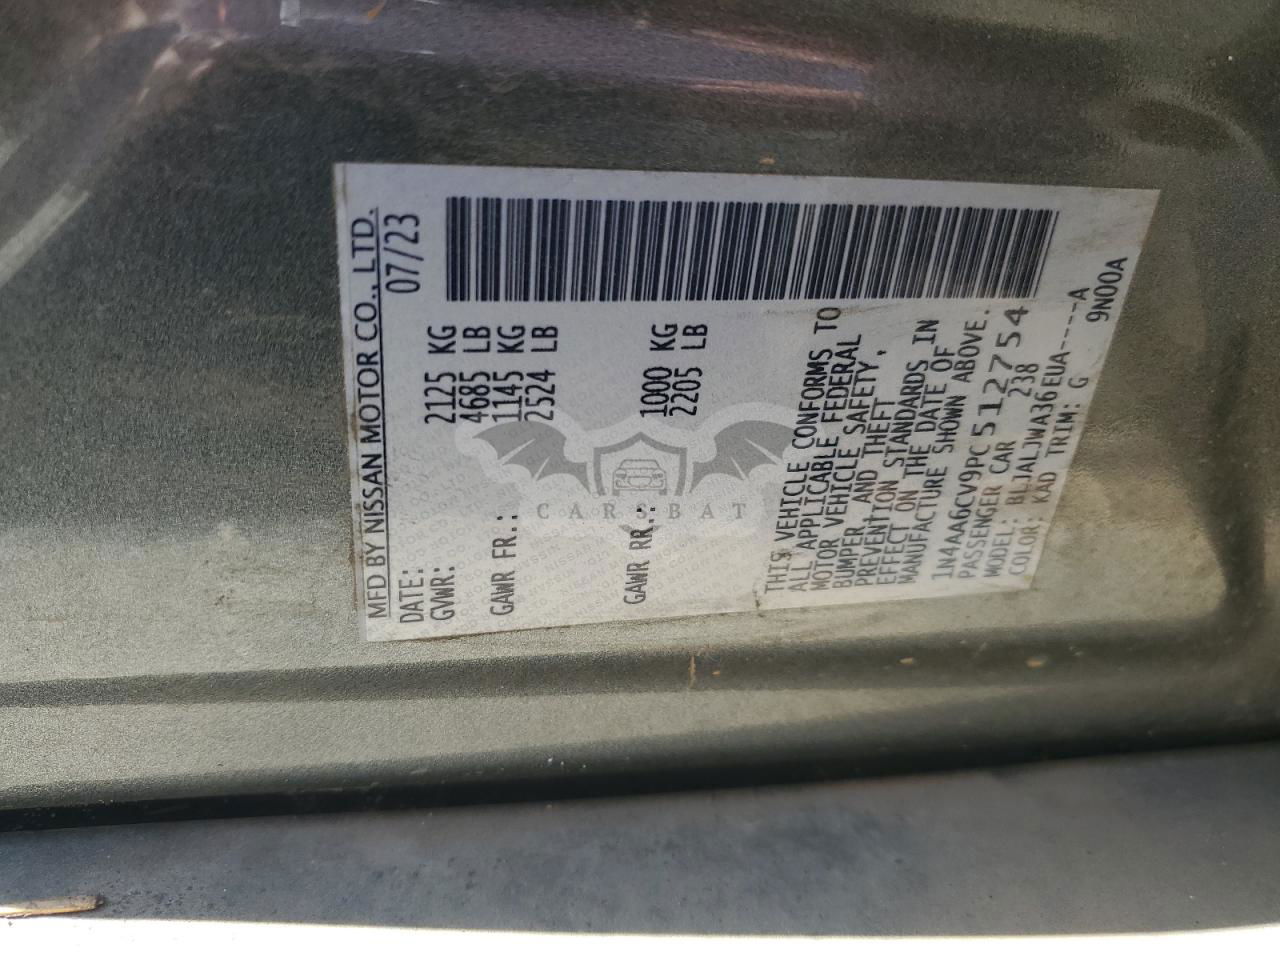 MFD BY NISSAN MOTOR CO., LTD.
DATE: 07/23
GVWR: 2125 KG
4685 LB
GAWR FR.: 1145 KG
2524 LB
GAWR RR.: 1000 KG
2205 LB
THIS VEHICLE CONFORMS TO
ALL APPLICABLE FEDERAL
MOTOR VEHICLE SAFETY,
BUMPER, AND THEFT
PREVENTION STANDARDS IN
EFFECT ON THE DATE OF
MANUFACTURE SHOWN ABOVE.
1N4AA6CV9PC512754
PASSENGER CAR 238
MODEL: BLJALJWA36EUA-----A
COLOR: KAD TRIM: G
9N00A
CARSBAT